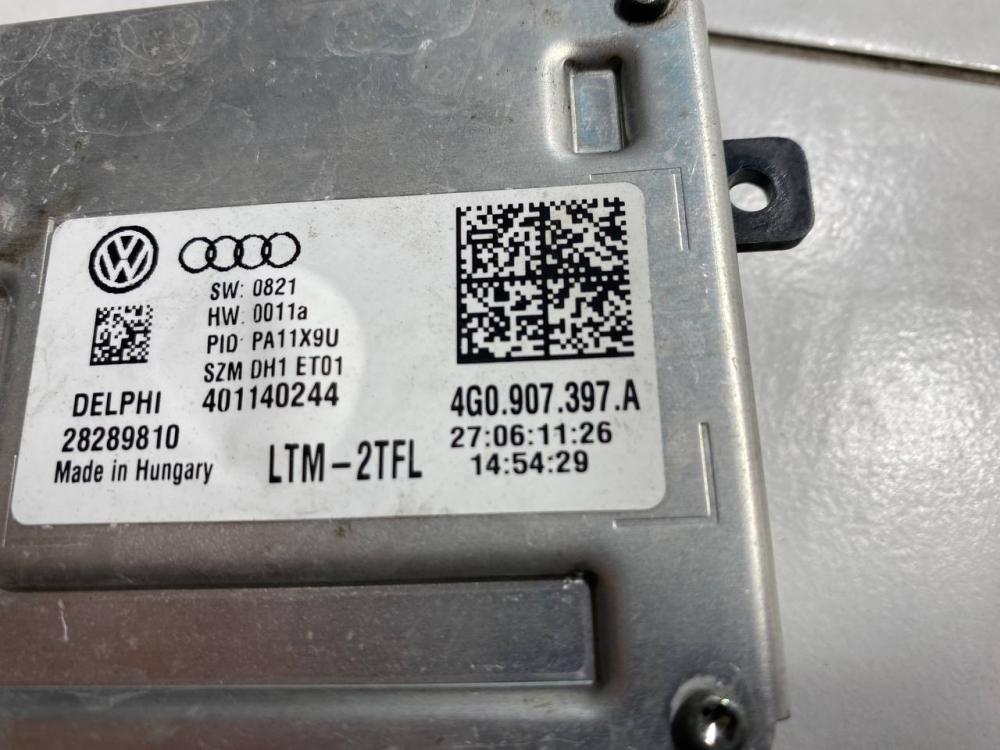 SW: 0821
HW: 0011a
PID: PA11X9U
SZM DH1 ET01
DELPHI 401140244
28289810
Made in Hungary
LTM-2TFL
4G0.907.397.A
27:06:11:26
14:54:29